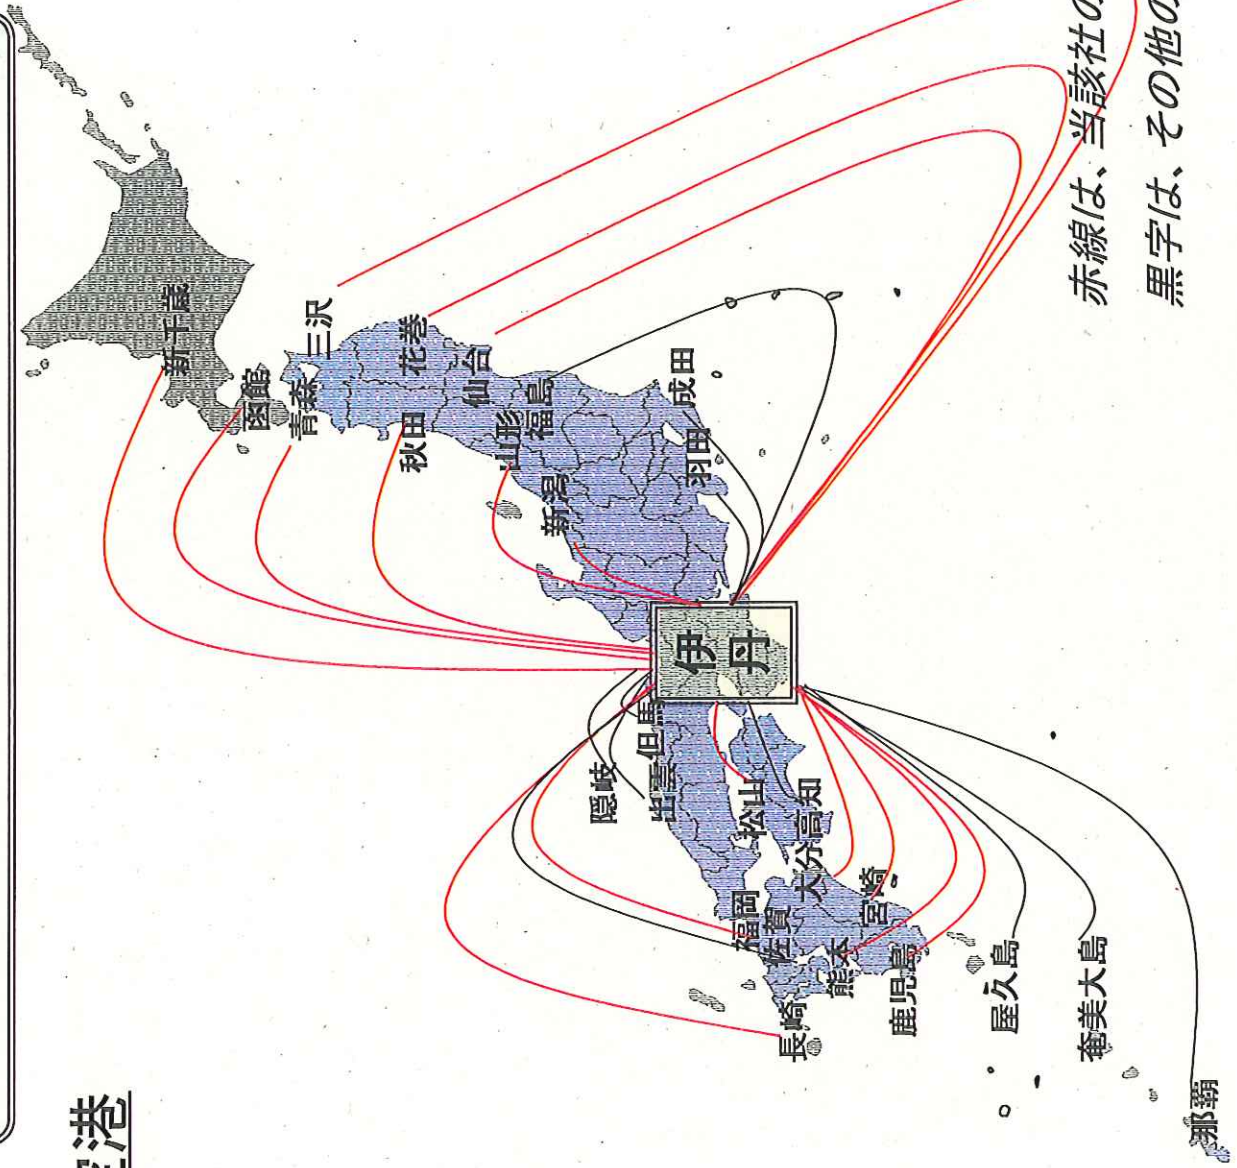 空港
新千歳
函館
青森
三沢
秋田
花巻
仙台
山形
福島
新潟
成田
羽田
伊丹
但馬
隠岐
出雲
松山
高知
大分
福岡
佐賀
宮崎
熊本
長崎
鹿児島
屋久島
奄美大島
那覇
赤線は、当該社の
黒字は、その他の